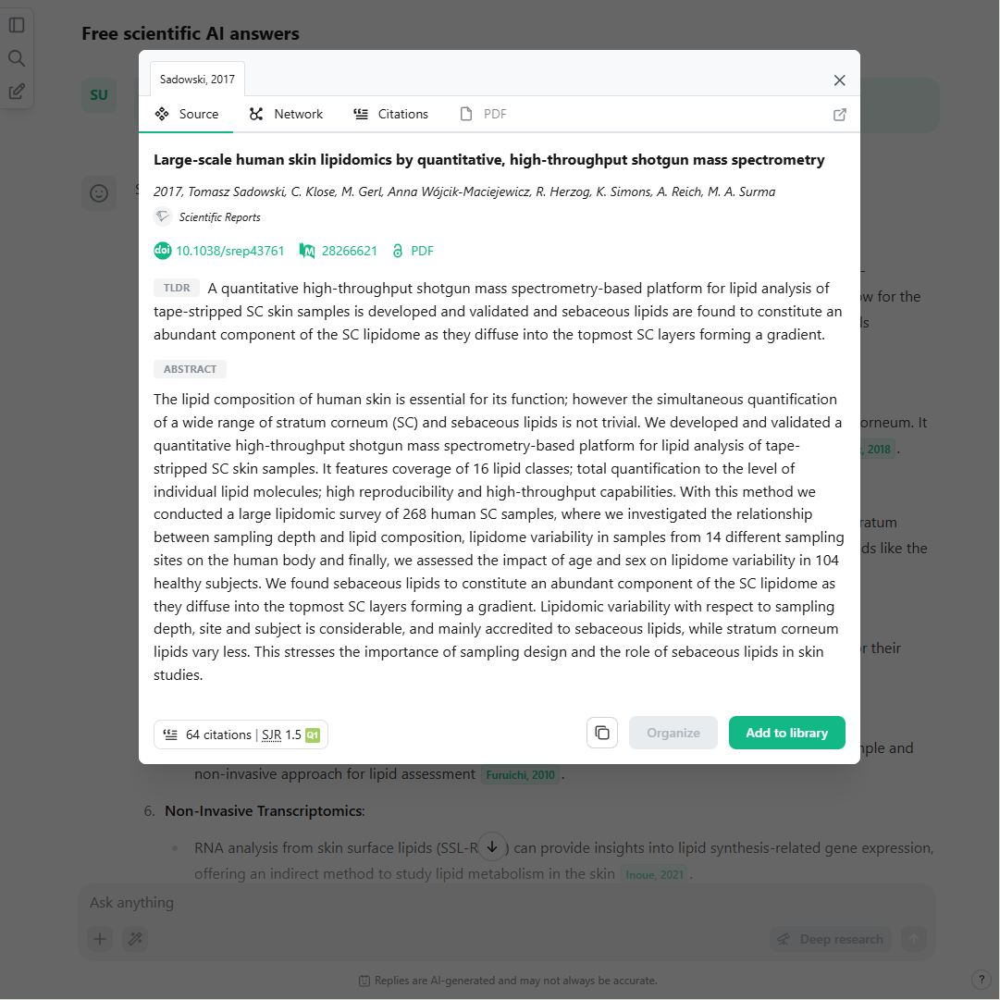 Free scientific AI answers
SU
Sadowski, 2017
Source
Network
Citations
PDF
Large-scale human skin lipidomics by quantitative, high-throughput shotgun mass spectrometry
2017, Tomasz Sadowski, C. Klose, M. Gerl, Anna Wójcik-Maciejewicz, R. Herzog, K. Simons, A. Reich, M. A. Surma
Scientific Reports
doi 10.1038/srep43761 28266621 PDF
TLDR A quantitative high-throughput shotgun mass spectrometry-based platform for lipid analysis of
tape-stripped SC skin samples is developed and validated and sebaceous lipids are found to constitute an
abundant component of the SC lipidome as they diffuse into the topmost SC layers forming a gradient.
ABSTRACT
The lipid composition of human skin is essential for its function; however the simultaneous quantification
of a wide range of stratum corneum (SC) and sebaceous lipids is not trivial. We developed and validated a
quantitative high-throughput shotgun mass spectrometry-based platform for lipid analysis of tape-
stripped SC skin samples. It features coverage of 16 lipid classes; total quantification to the level of
individual lipid molecules; high reproducibility and high-throughput capabilities. With this method we
conducted a large lipidomic survey of 268 human SC samples, where we investigated the relationship
between sampling depth and lipid composition, lipidome variability in samples from 14 different sampling
sites on the human body and finally, we assessed the impact of age and sex on lipidome variability in 104
healthy subjects. We found sebaceous lipids to constitute an abundant component of the SC lipidome as
they diffuse into the topmost SC layers forming a gradient. Lipidomic variability with respect to sampling
depth, site and subject is considerable, and mainly accredited to sebaceous lipids, while stratum corneum
lipids vary less. This stresses the importance of sampling design and the role of sebaceous lipids in skin
studies.
64 citations | SJR 1.5 Q1
Organize
Add to library
for the
orneum. It
, 2018 .
ds like the
their
and
non-invasive approach for lipid assessment Furuichi, 2010 .
6. Non-Invasive Transcriptomics:
RNA analysis from skin surface lipids (SSL-R ) can provide insights into lipid synthesis-related gene expression,
offering an indirect method to study lipid metabolism in the skin Inoue, 2021 .
Ask anything
Deep research
Replies are AI-generated and may not always be accurate.
?